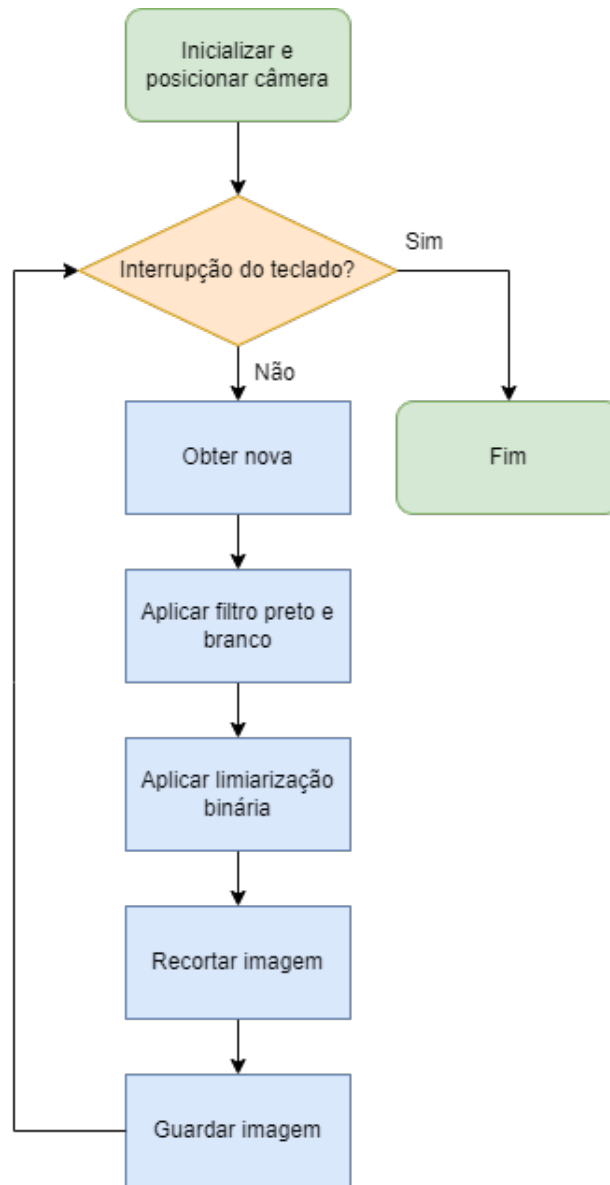 Inicializar e
posicionar câmera
Interrupção do teclado?
Sim
Não
Obter nova
Fim
Aplicar filtro preto e
branco
Aplicar limiarização
binária
Recortar imagem
Guardar imagem